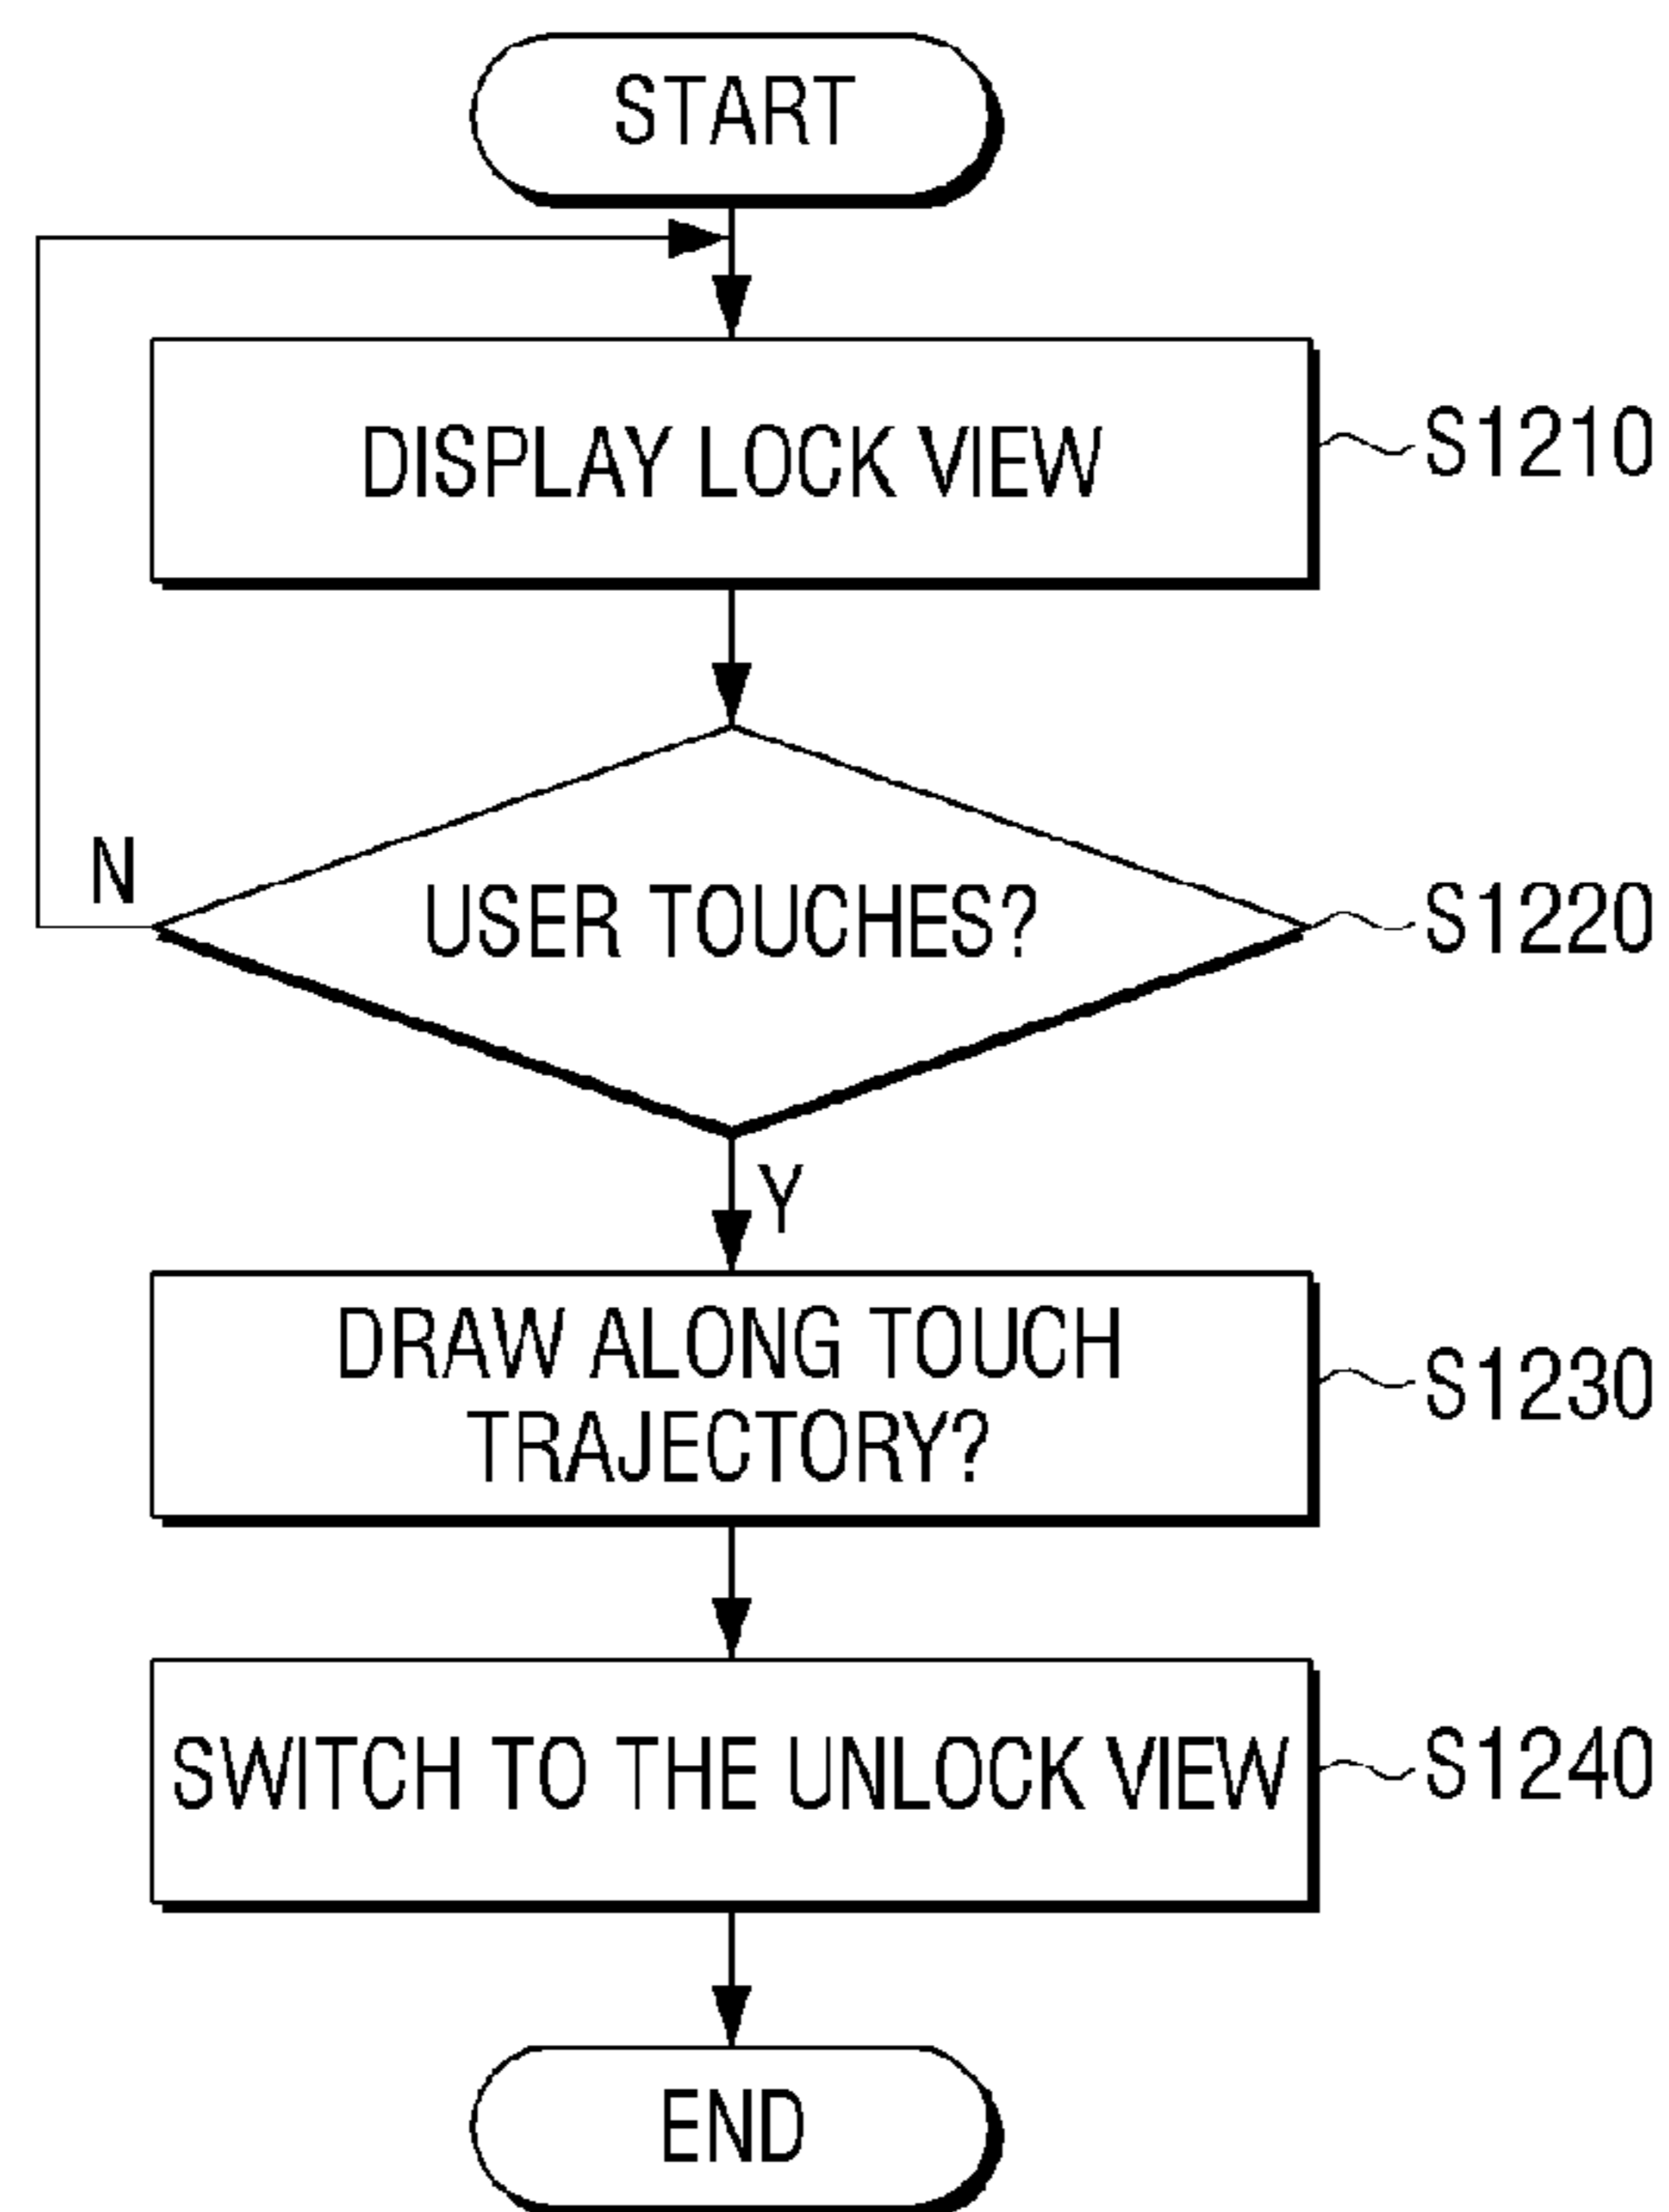 START
DISPLAY LOCK VIEW
S1210
N
USER TOUCHES?
S1220
Y
DRAW ALONG TOUCH
TRAJECTORY?
S1230
SWITCH TO THE UNLOCK VIEW
S1240
END